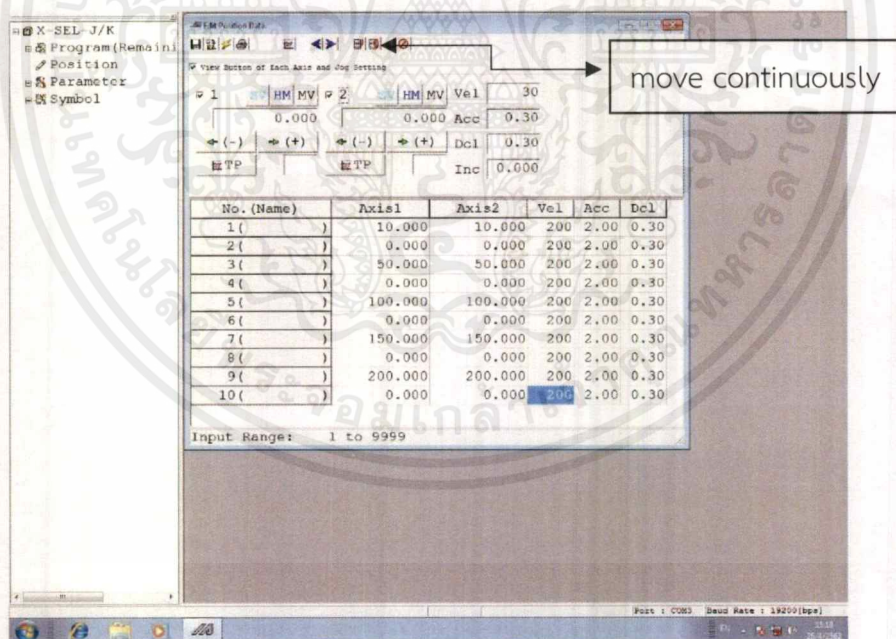 X-SEL-J/K
Program(Remaini
Position
Parameter
Symbol
Edit Position Data
View Button of Each Axis and Jog Setting
1 SV HM MV 2 SV HM MV Vel 30
0.000 0.000 Acc 0.30
(-) (+) (-) (+) Dcl 0.30
TP TP Inc 0.000
move continuously
No.(Name) Axis1 Axis2 Vel Acc Dcl
1( ) 10.000 10.000 200 2.00 0.30
2( ) 0.000 0.000 200 2.00 0.30
3( ) 50.000 50.000 200 2.00 0.30
4( ) 0.000 0.000 200 2.00 0.30
5( ) 100.000 100.000 200 2.00 0.30
6( ) 0.000 0.000 200 2.00 0.30
7( ) 150.000 150.000 200 2.00 0.30
8( ) 0.000 0.000 200 2.00 0.30
9( ) 200.000 200.000 200 2.00 0.30
10( ) 0.000 0.000 200 2.00 0.30
Input Range: 1 to 9999
Port : COM3 Baud Rate : 19200[bps]
EN 15:18